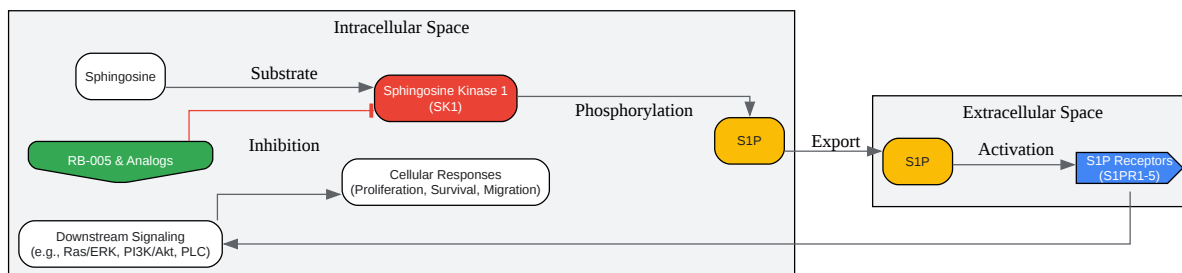 Intracellular Space
Sphingosine
Substrate
Sphingosine Kinase 1
(SK1)
Phosphorylation
RB-005 & Analogs
Inhibition
S1P
Export
Extracellular Space
S1P
Activation
S1P Receptors
(S1PR1-5)
Cellular Responses
(Proliferation, Survival, Migration)
Downstream Signaling
(e.g., Ras/ERK, PI3K/Akt, PLC)